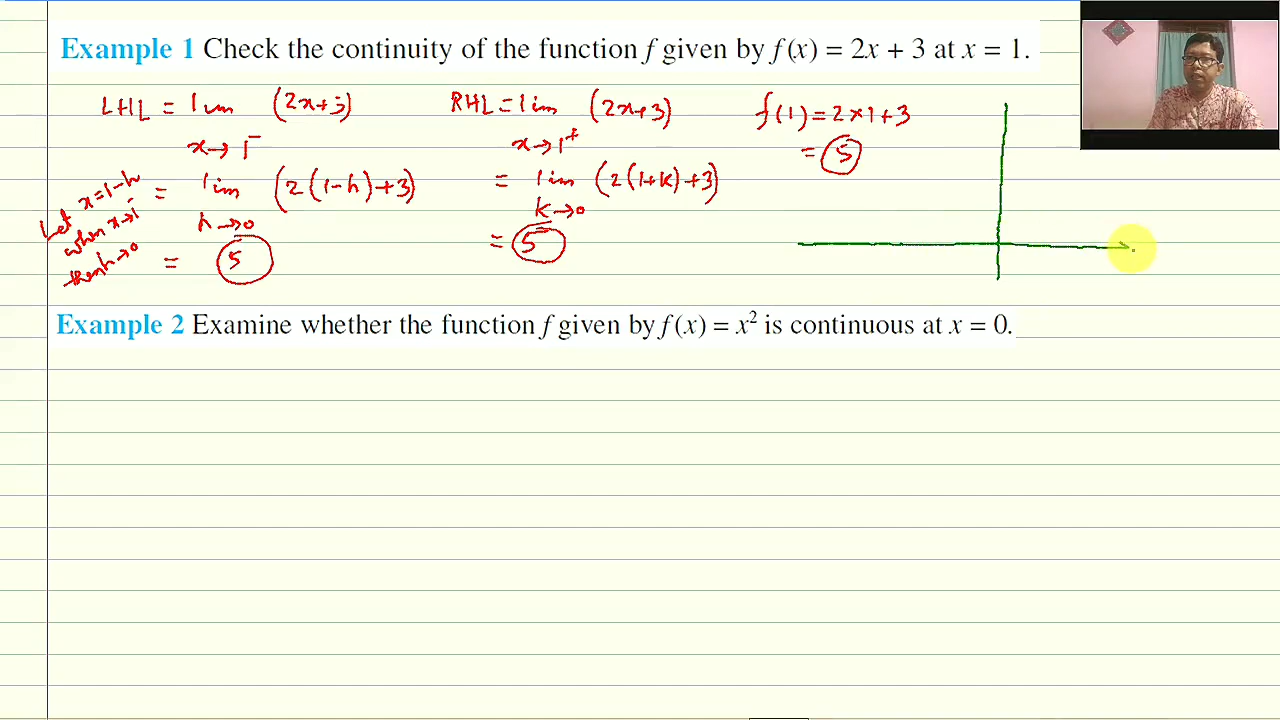 Example 1 Check the continuity of the function f given by f(x) = 2x + 3 at x = 1.
LHL = lim (2x+3)
x→1⁻
= lim (2(1-h)+3)
h→0
= 5
Let x=1-h
when x→1
then h→0
RHL = lim (2x+3)
x→1⁺
= lim (2(1+k)+3)
k→0
= 5
f(1) = 2×1+3
= 5
Example 2 Examine whether the function f given by f(x) = x² is continuous at x = 0.